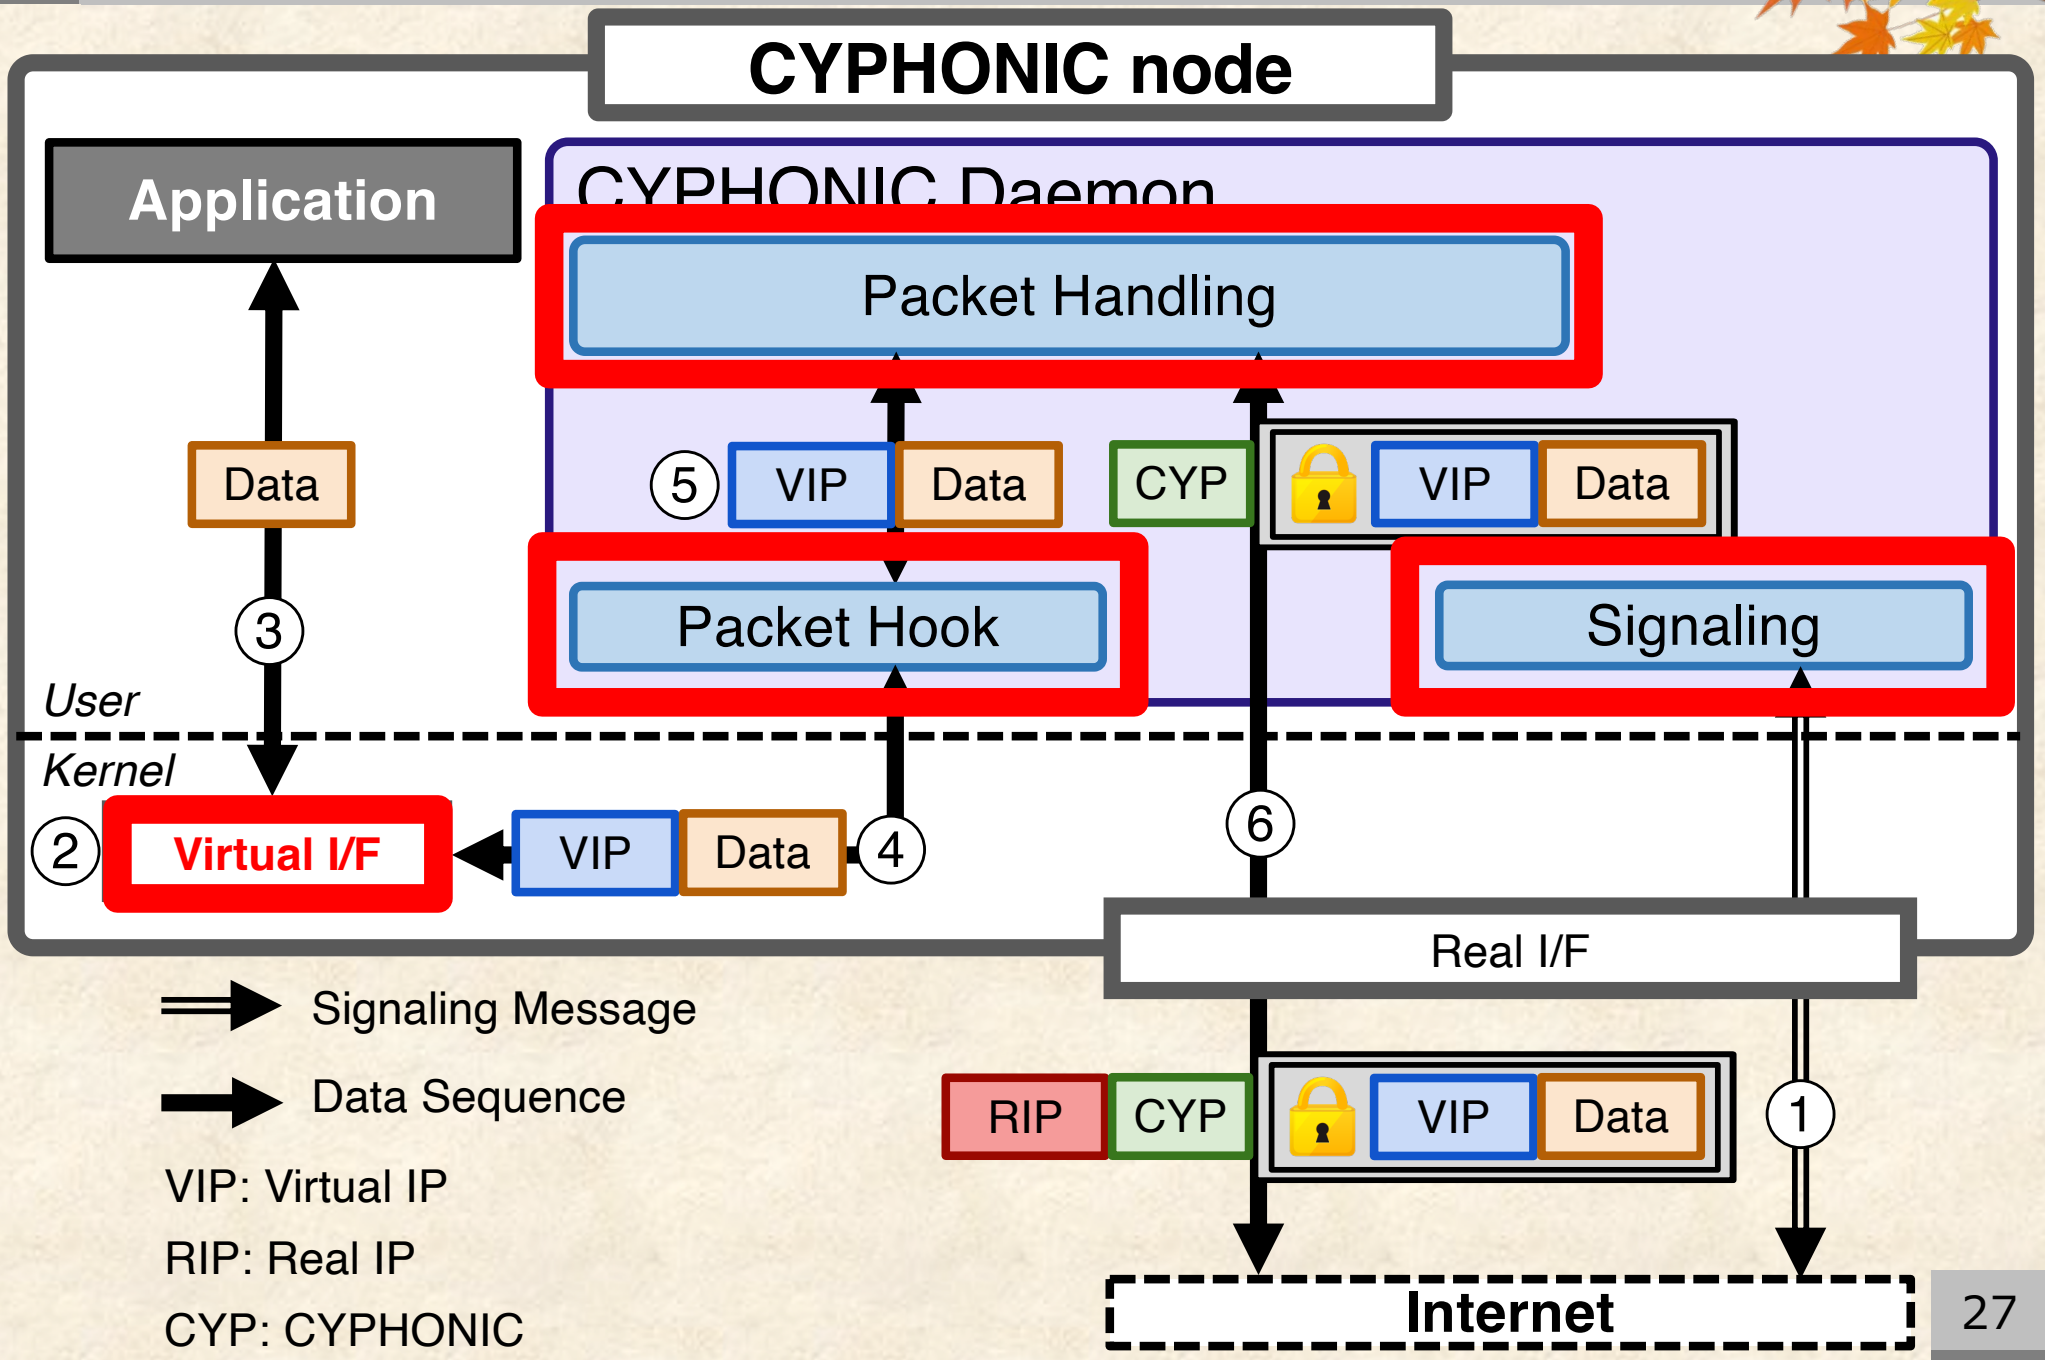 CYPHONIC node
Application
CYPHONIC Daemon
Packet Handling
Data
5
VIP
Data
CYP
VIP
Data
3
Packet Hook
Signaling
User
Kernel
2
Virtual I/F
VIP
Data
4
6
Real I/F
Signaling Message
Data Sequence
RIP
CYP
VIP
Data
1
VIP: Virtual IP
RIP: Real IP
CYP: CYPHONIC
Internet
27